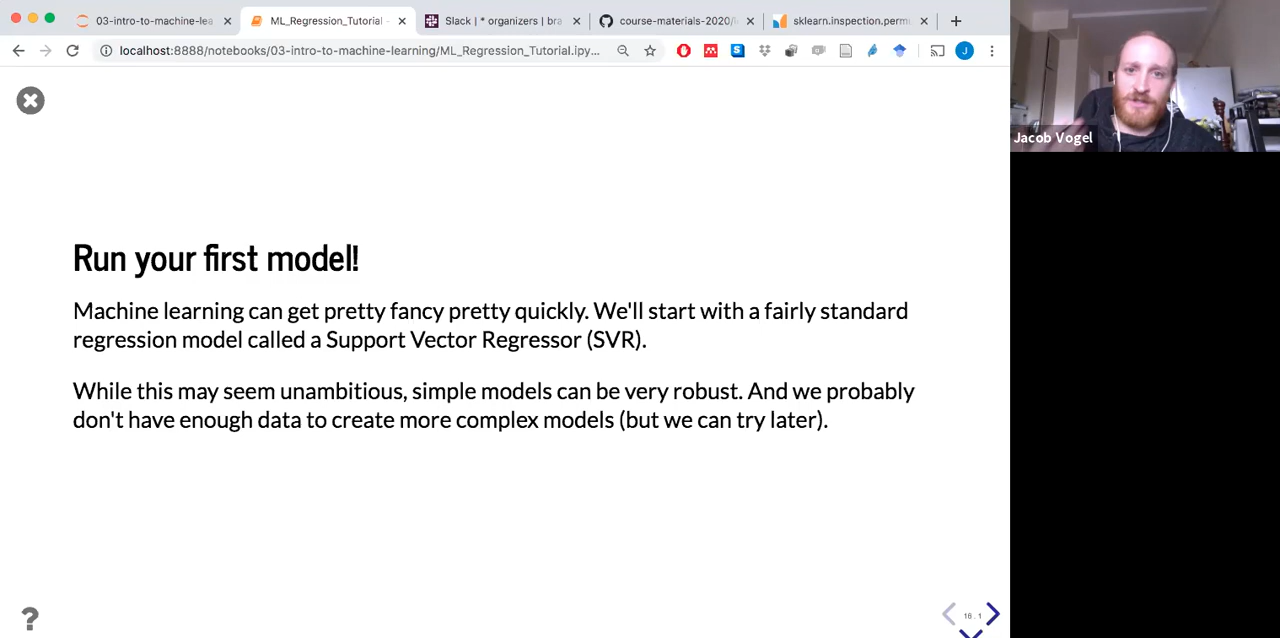 03-intro-to-machine-lea
ML_Regression_Tutorial -
Slack | * organizers | bra
course-materials-2020/
sklearn.inspection.perm
localhost:8888/notebooks/03-intro-to-machine-learning/ML_Regression_Tutorial.ipy...
J
Jacob Vogel
Run your first model!
Machine learning can get pretty fancy pretty quickly. We'll start with a fairly standard
regression model called a Support Vector Regressor (SVR).
While this may seem unambitious, simple models can be very robust. And we probably
don't have enough data to create more complex models (but we can try later).
?
16.1